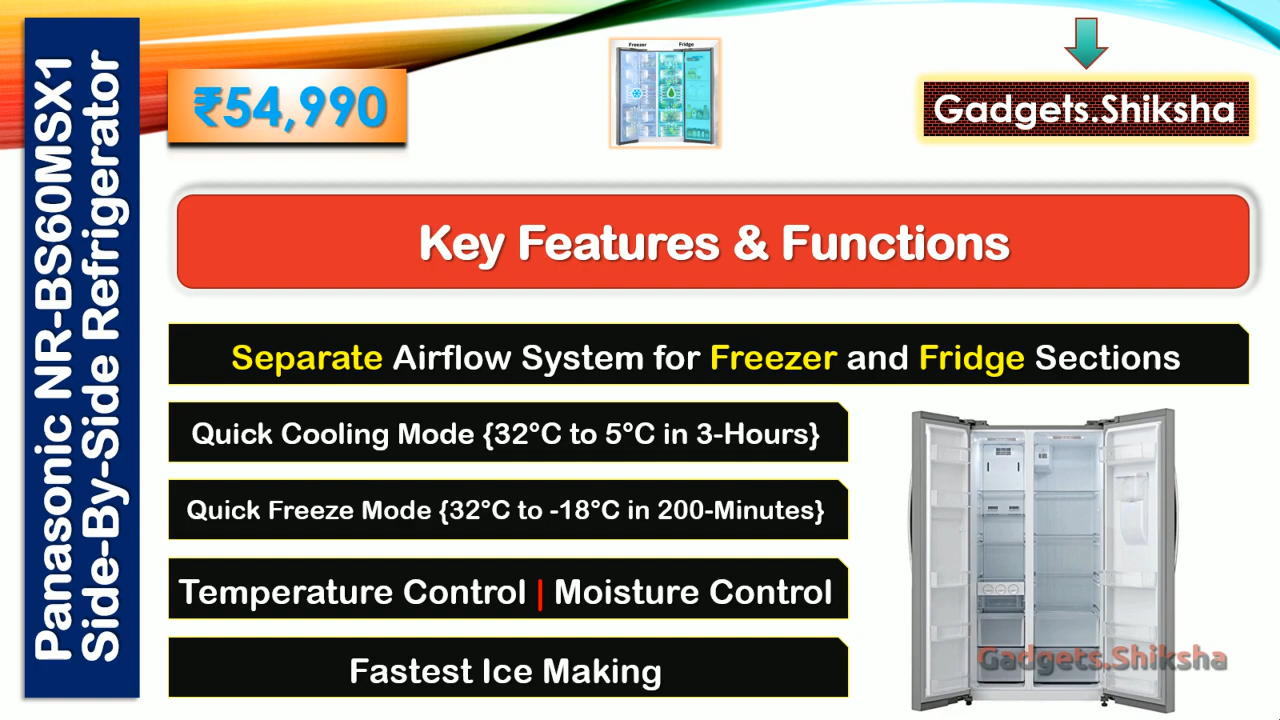 Panasonic NR-BS60MSX1
Side-By-Side Refrigerator
₹54,990
Freezer Fridge
Gadgets.Shiksha
Key Features & Functions
Separate Airflow System for Freezer and Fridge Sections
Quick Cooling Mode {32°C to 5°C in 3-Hours}
Quick Freeze Mode {32°C to -18°C in 200-Minutes}
Temperature Control | Moisture Control
Fastest Ice Making
Gadgets.Shiksha